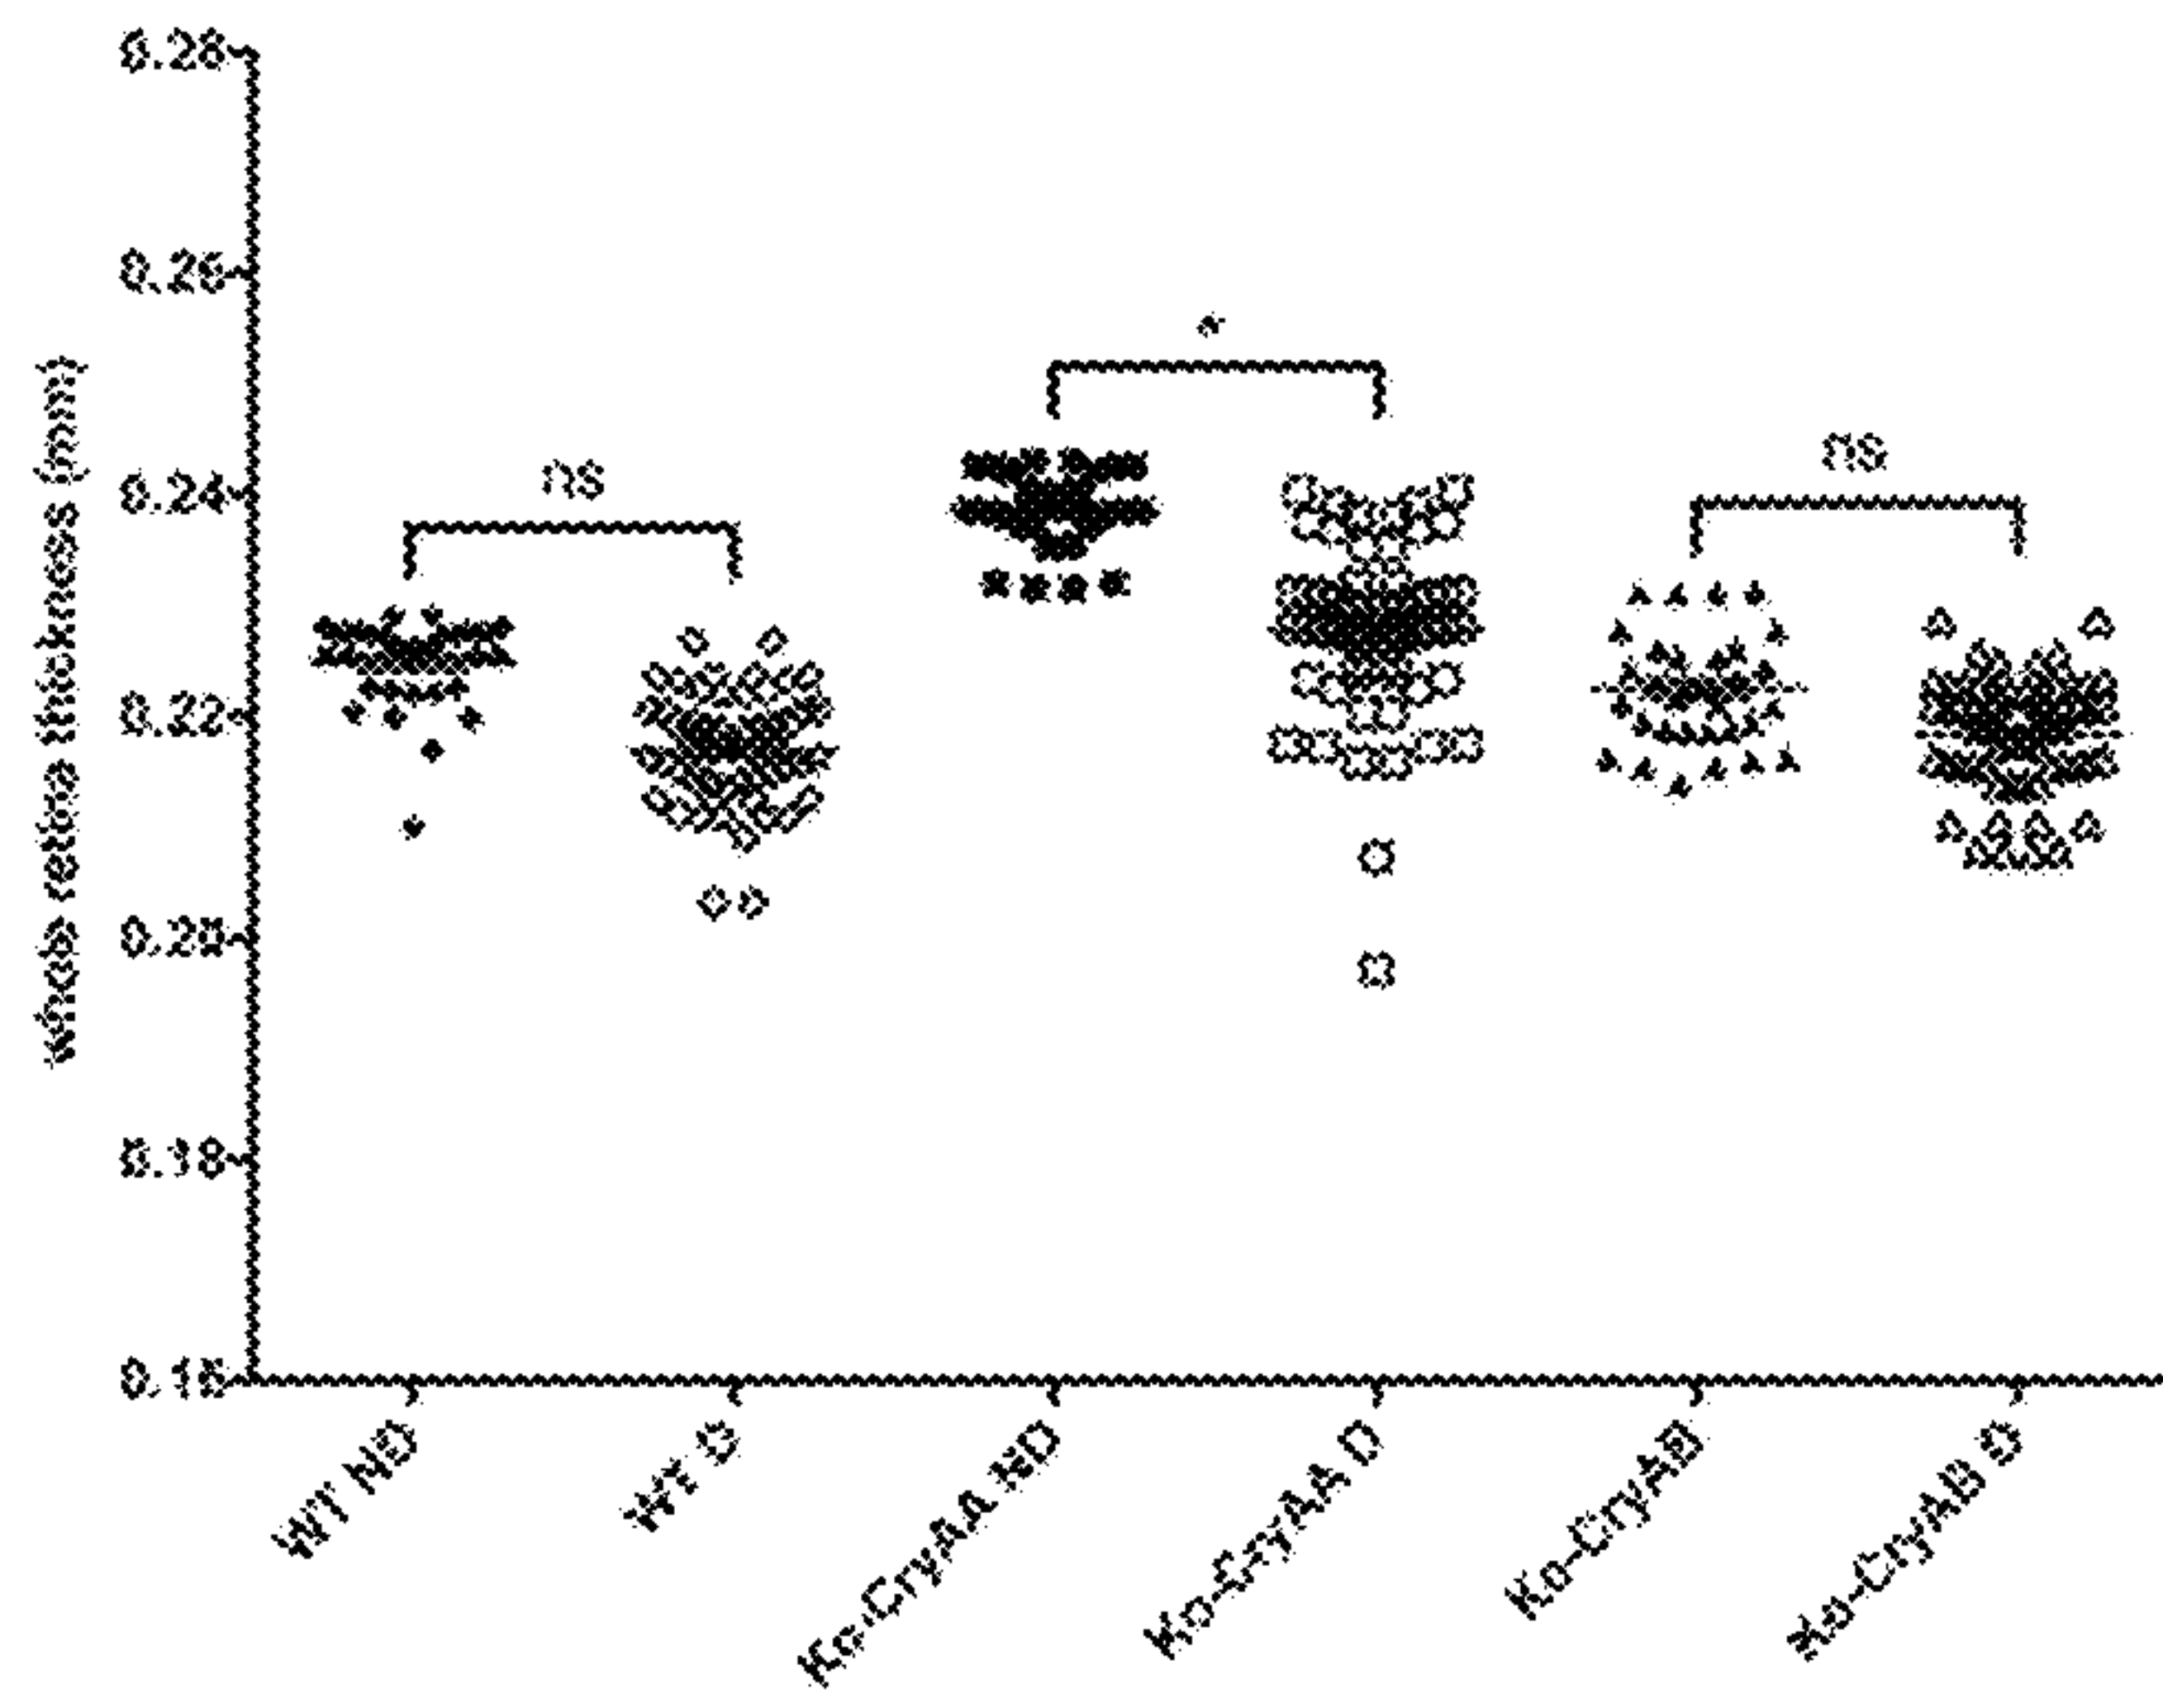 whole retina thickness (mm)
0.28
0.26
0.24
0.22
0.20
0.18
0.16
ns
*
ns
WT ND
WT D
Ko-CryAA ND
Ko-CryAA D
Ko-CryAB
Ko-CryAB D